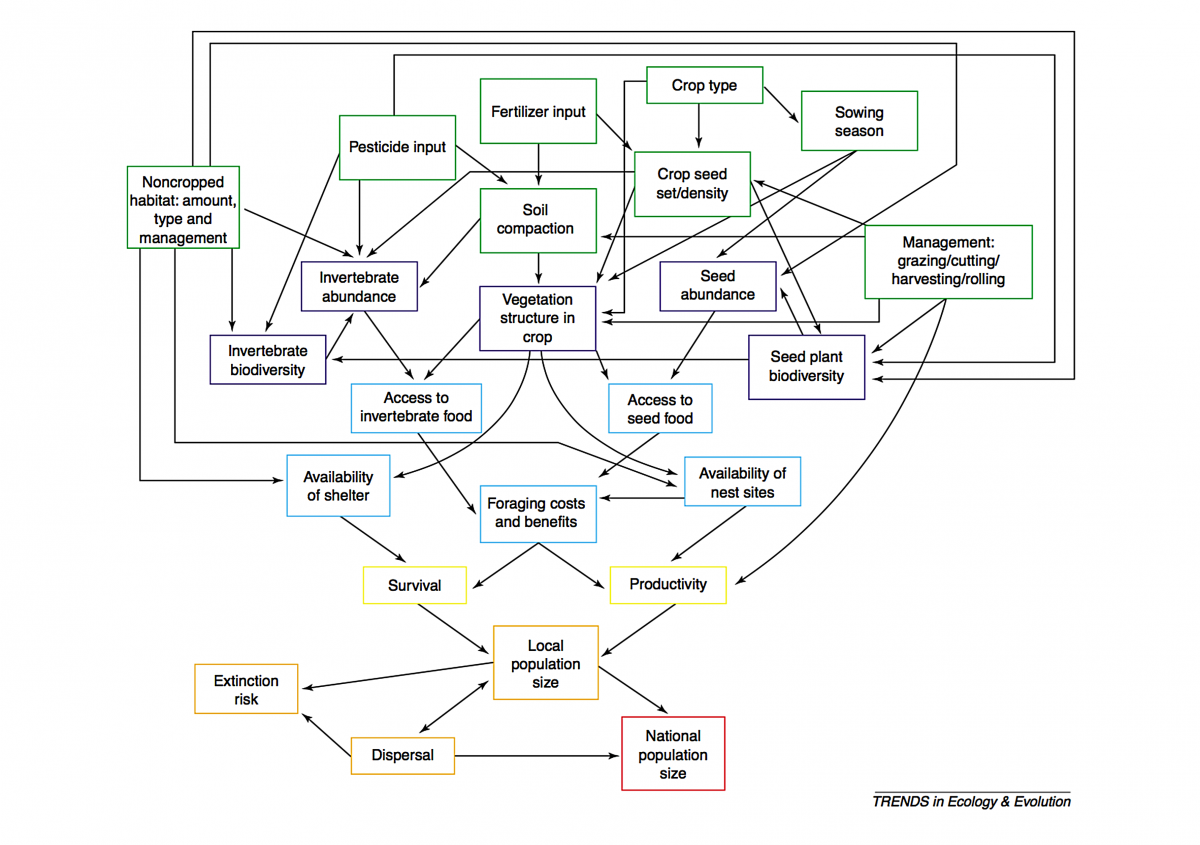 Crop type
Fertilizer input
Sowing
season
Pesticide input
Noncropped
habitat: amount,
type and
management
Crop seed
set/density
Soil
compaction
Management:
grazing/cutting/
harvesting/rolling
Invertebrate
abundance
Seed
abundance
Vegetation
structure in
crop
Invertebrate
biodiversity
Seed plant
biodiversity
Access to
invertebrate food
Access to
seed food
Availability
of shelter
Availability of
nest sites
Foraging costs
and benefits
Survival
Productivity
Local
population
size
Extinction
risk
Dispersal
National
population
size
TRENDS in Ecology & Evolution